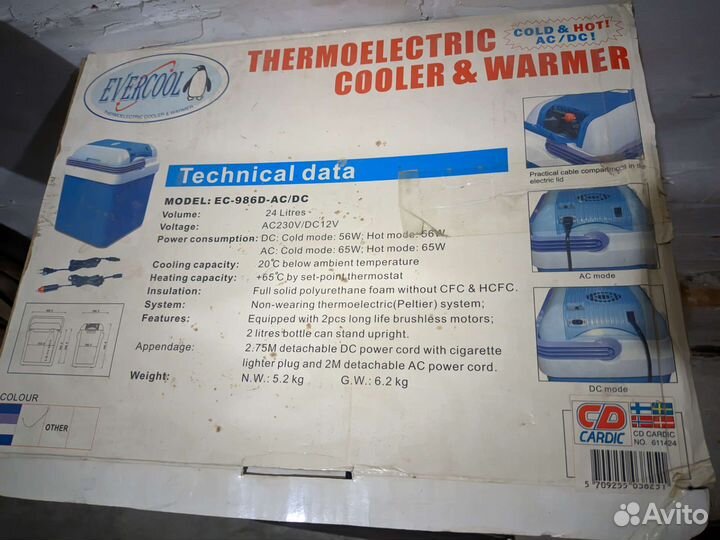 EVERCOOL
THERMOELECTRIC COOLER & WARMER
THERMOELECTRIC
COOLER & WARMER
COLD & HOT!
AC/DC!
Practical cable compartment in the
electric lid
Technical data
MODEL: EC-986D-AC/DC
Volume: 24 Litres
Voltage: AC230V/DC12V
Power consumption: DC: Cold mode: 56W; Hot mode: 56W
AC: Cold mode: 65W; Hot mode: 65W
Cooling capacity: 20℃ below ambient temperature
Heating capacity: +65℃ by set-point thermostat
Insulation: Full solid polyurethane foam without CFC & HCFC.
System: Non-wearing thermoelectric(Peltier) system;
Features: Equipped with 2pcs long life brushless motors;
2 litres bottle can stand upright.
Appendage: 2.75M detachable DC power cord with cigarette
lighter plug and 2M detachable AC power cord.
Weight: N.W.: 5.2 kg G.W.: 6.2 kg
AC mode
DC mode
COLOUR
OTHER
CD
CARDIC
CD CARDIC
NO. 611424
Avito